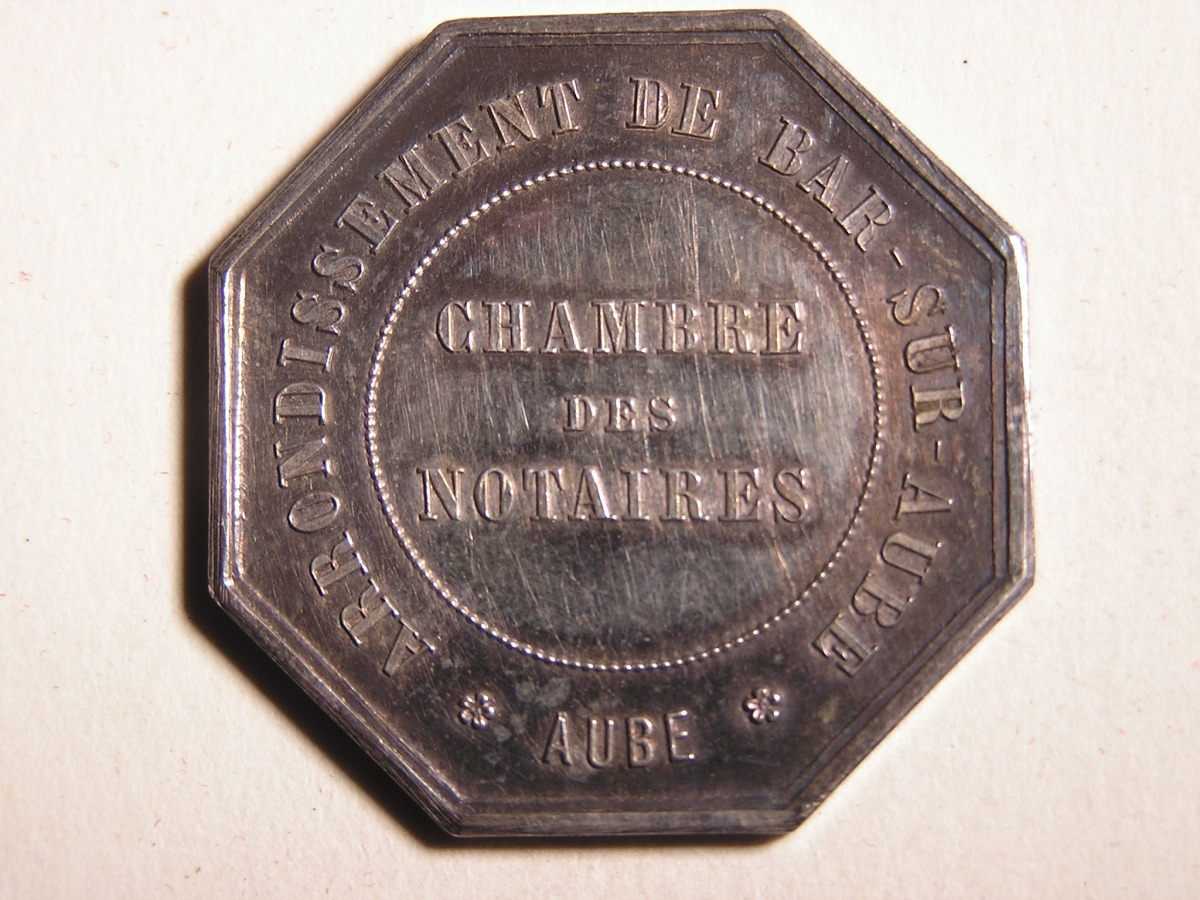 ARRONDISSEMENT DE BAR-SUR-AUBE
CHAMBRE
DES
NOTAIRES
AUBE